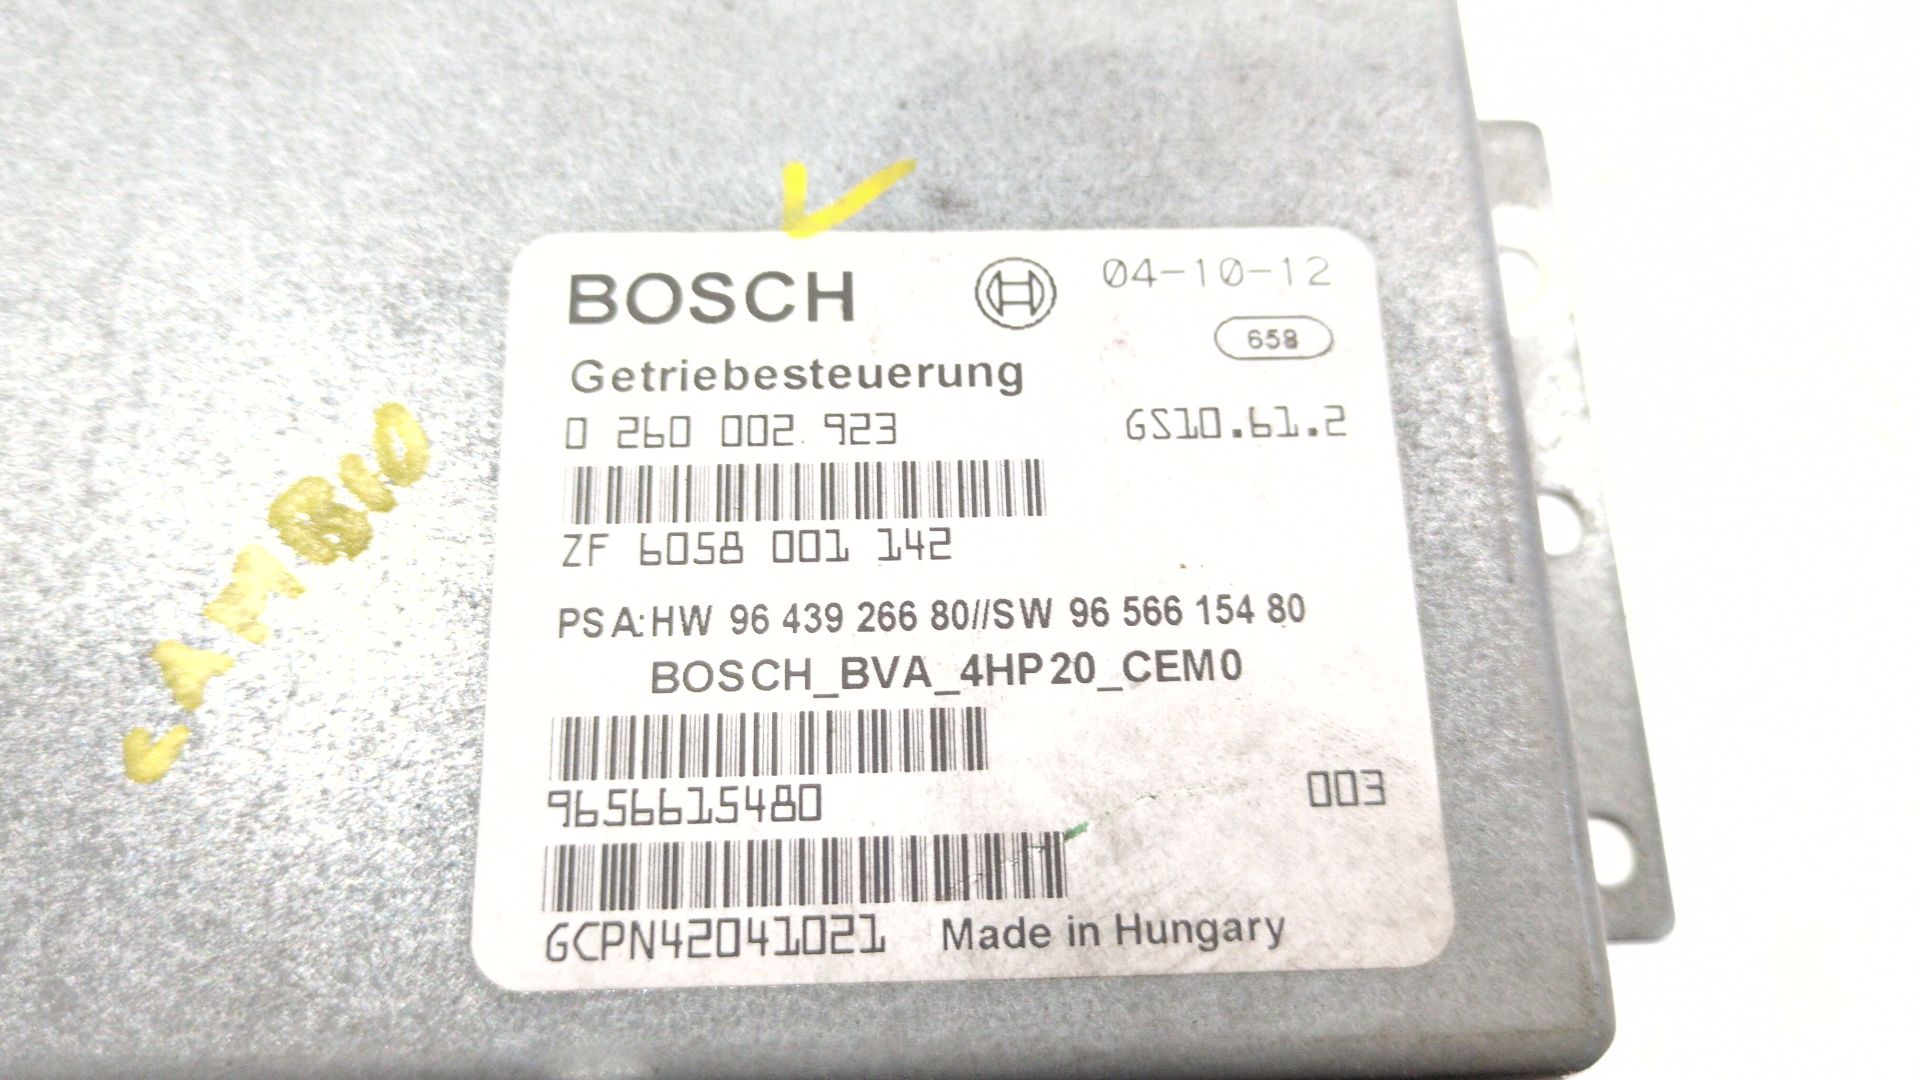 BOSCH 04-10-12
658
Getriebesteuerung
0 260 002 923 GS10.61.2
ZF 6058 001 142
PSA:HW 96 439 266 80//SW 96 566 154 80
BOSCH_BVA_4HP20_CEM0
9656615480 003
GCPN42041021 Made in Hungary